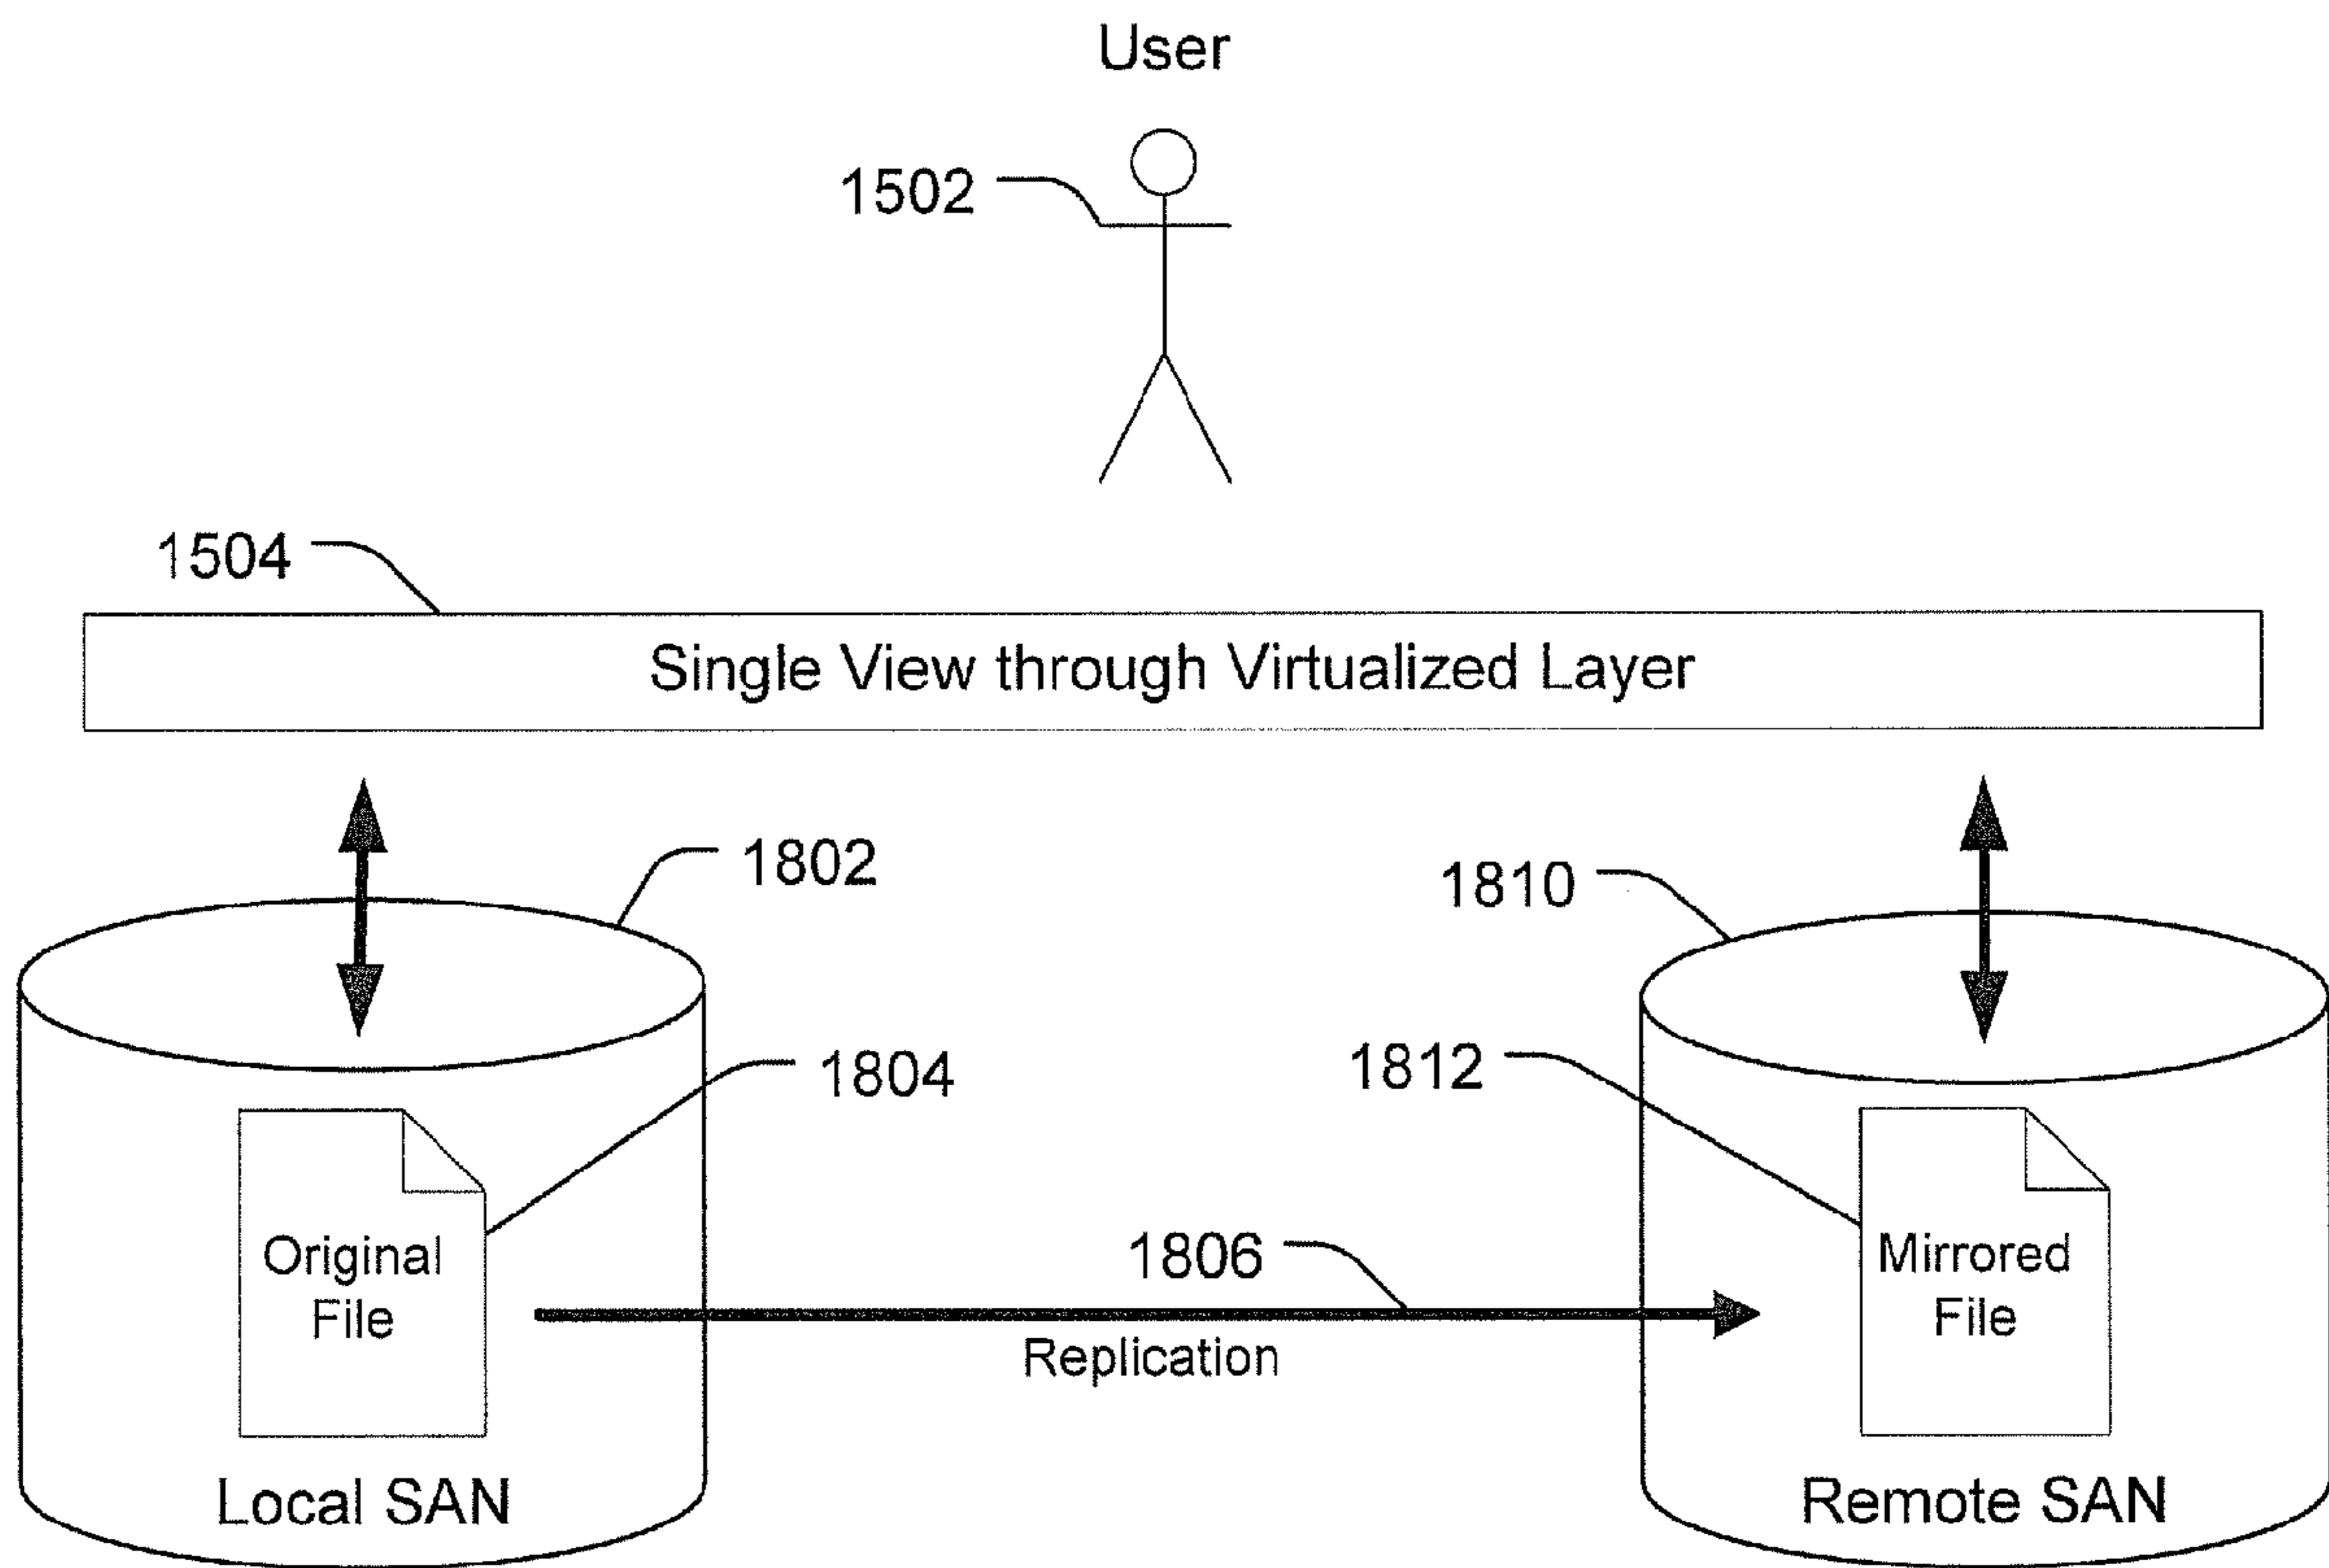 User
1502
1504
Single View through Virtualized Layer
1802
1810
1804
1812
Original
File
1806
Replication
Mirrored
File
Local SAN
Remote SAN